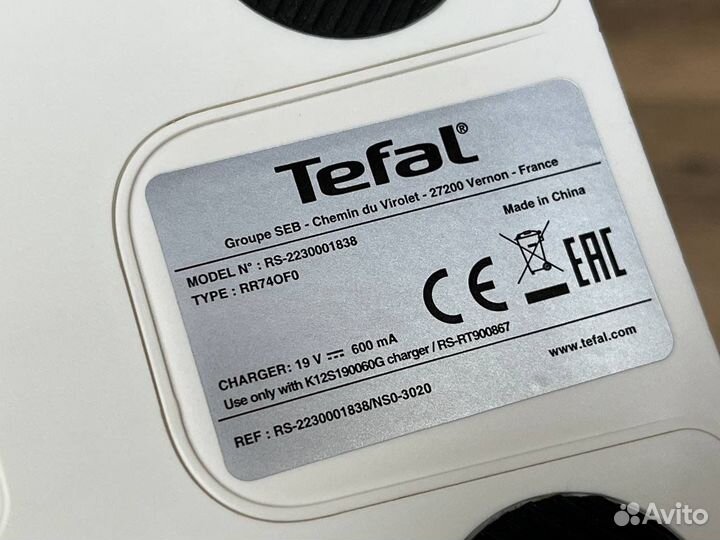 Tefal®
Groupe SEB - Chemin du Virolet - 27200 Vernon - France
Made in China
MODEL N° : RS-2230001838
TYPE : RR74OF0
CE
EAC
CHARGER: 19 V ⎓ 600 mA
Use only with K12S190060G charger / RS-RT900867
www.tefal.com
REF : RS-2230001838/NS0-3020
Avito